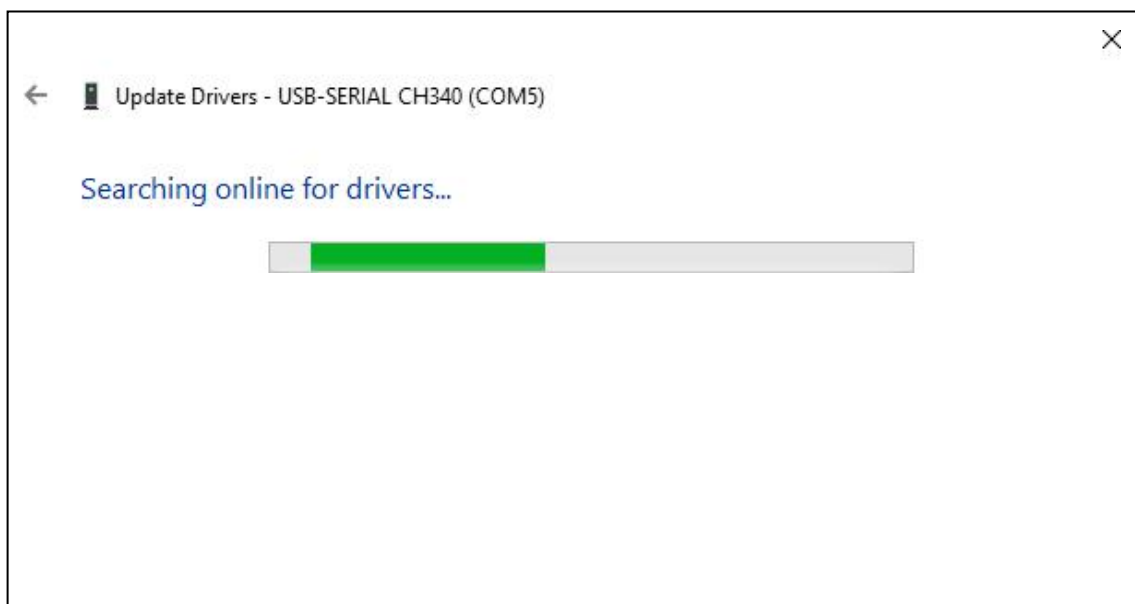 Update Drivers - USB-SERIAL CH340 (COM5)
Searching online for drivers...